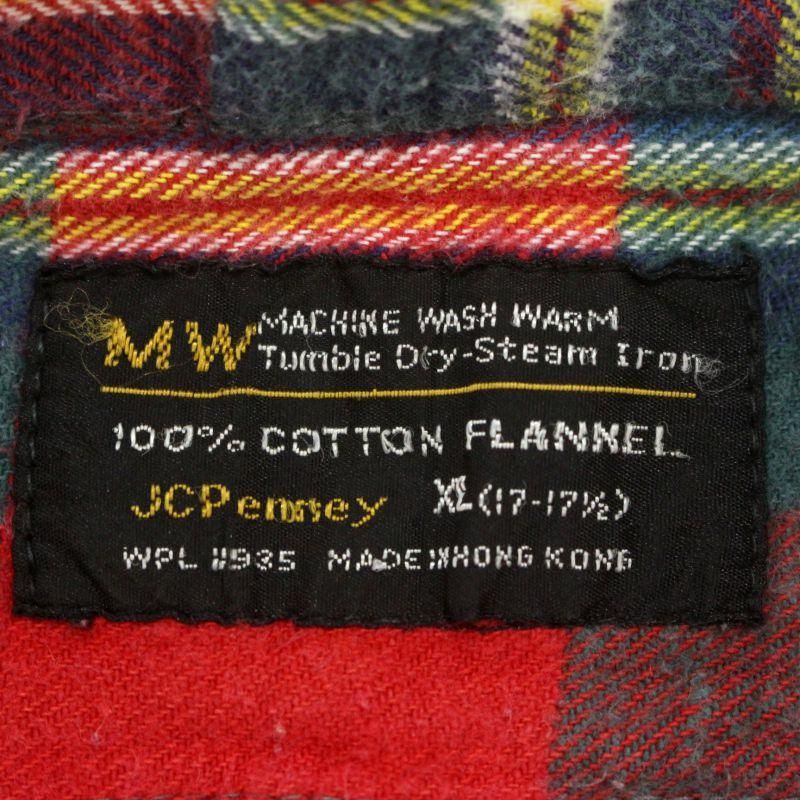 MW MACHINE WASH WARM
Tumble Dry-Steam Iron
100% COTTON FLANNEL
JCPenney XL (17-17½)
WPL MADE IN HONG KONG